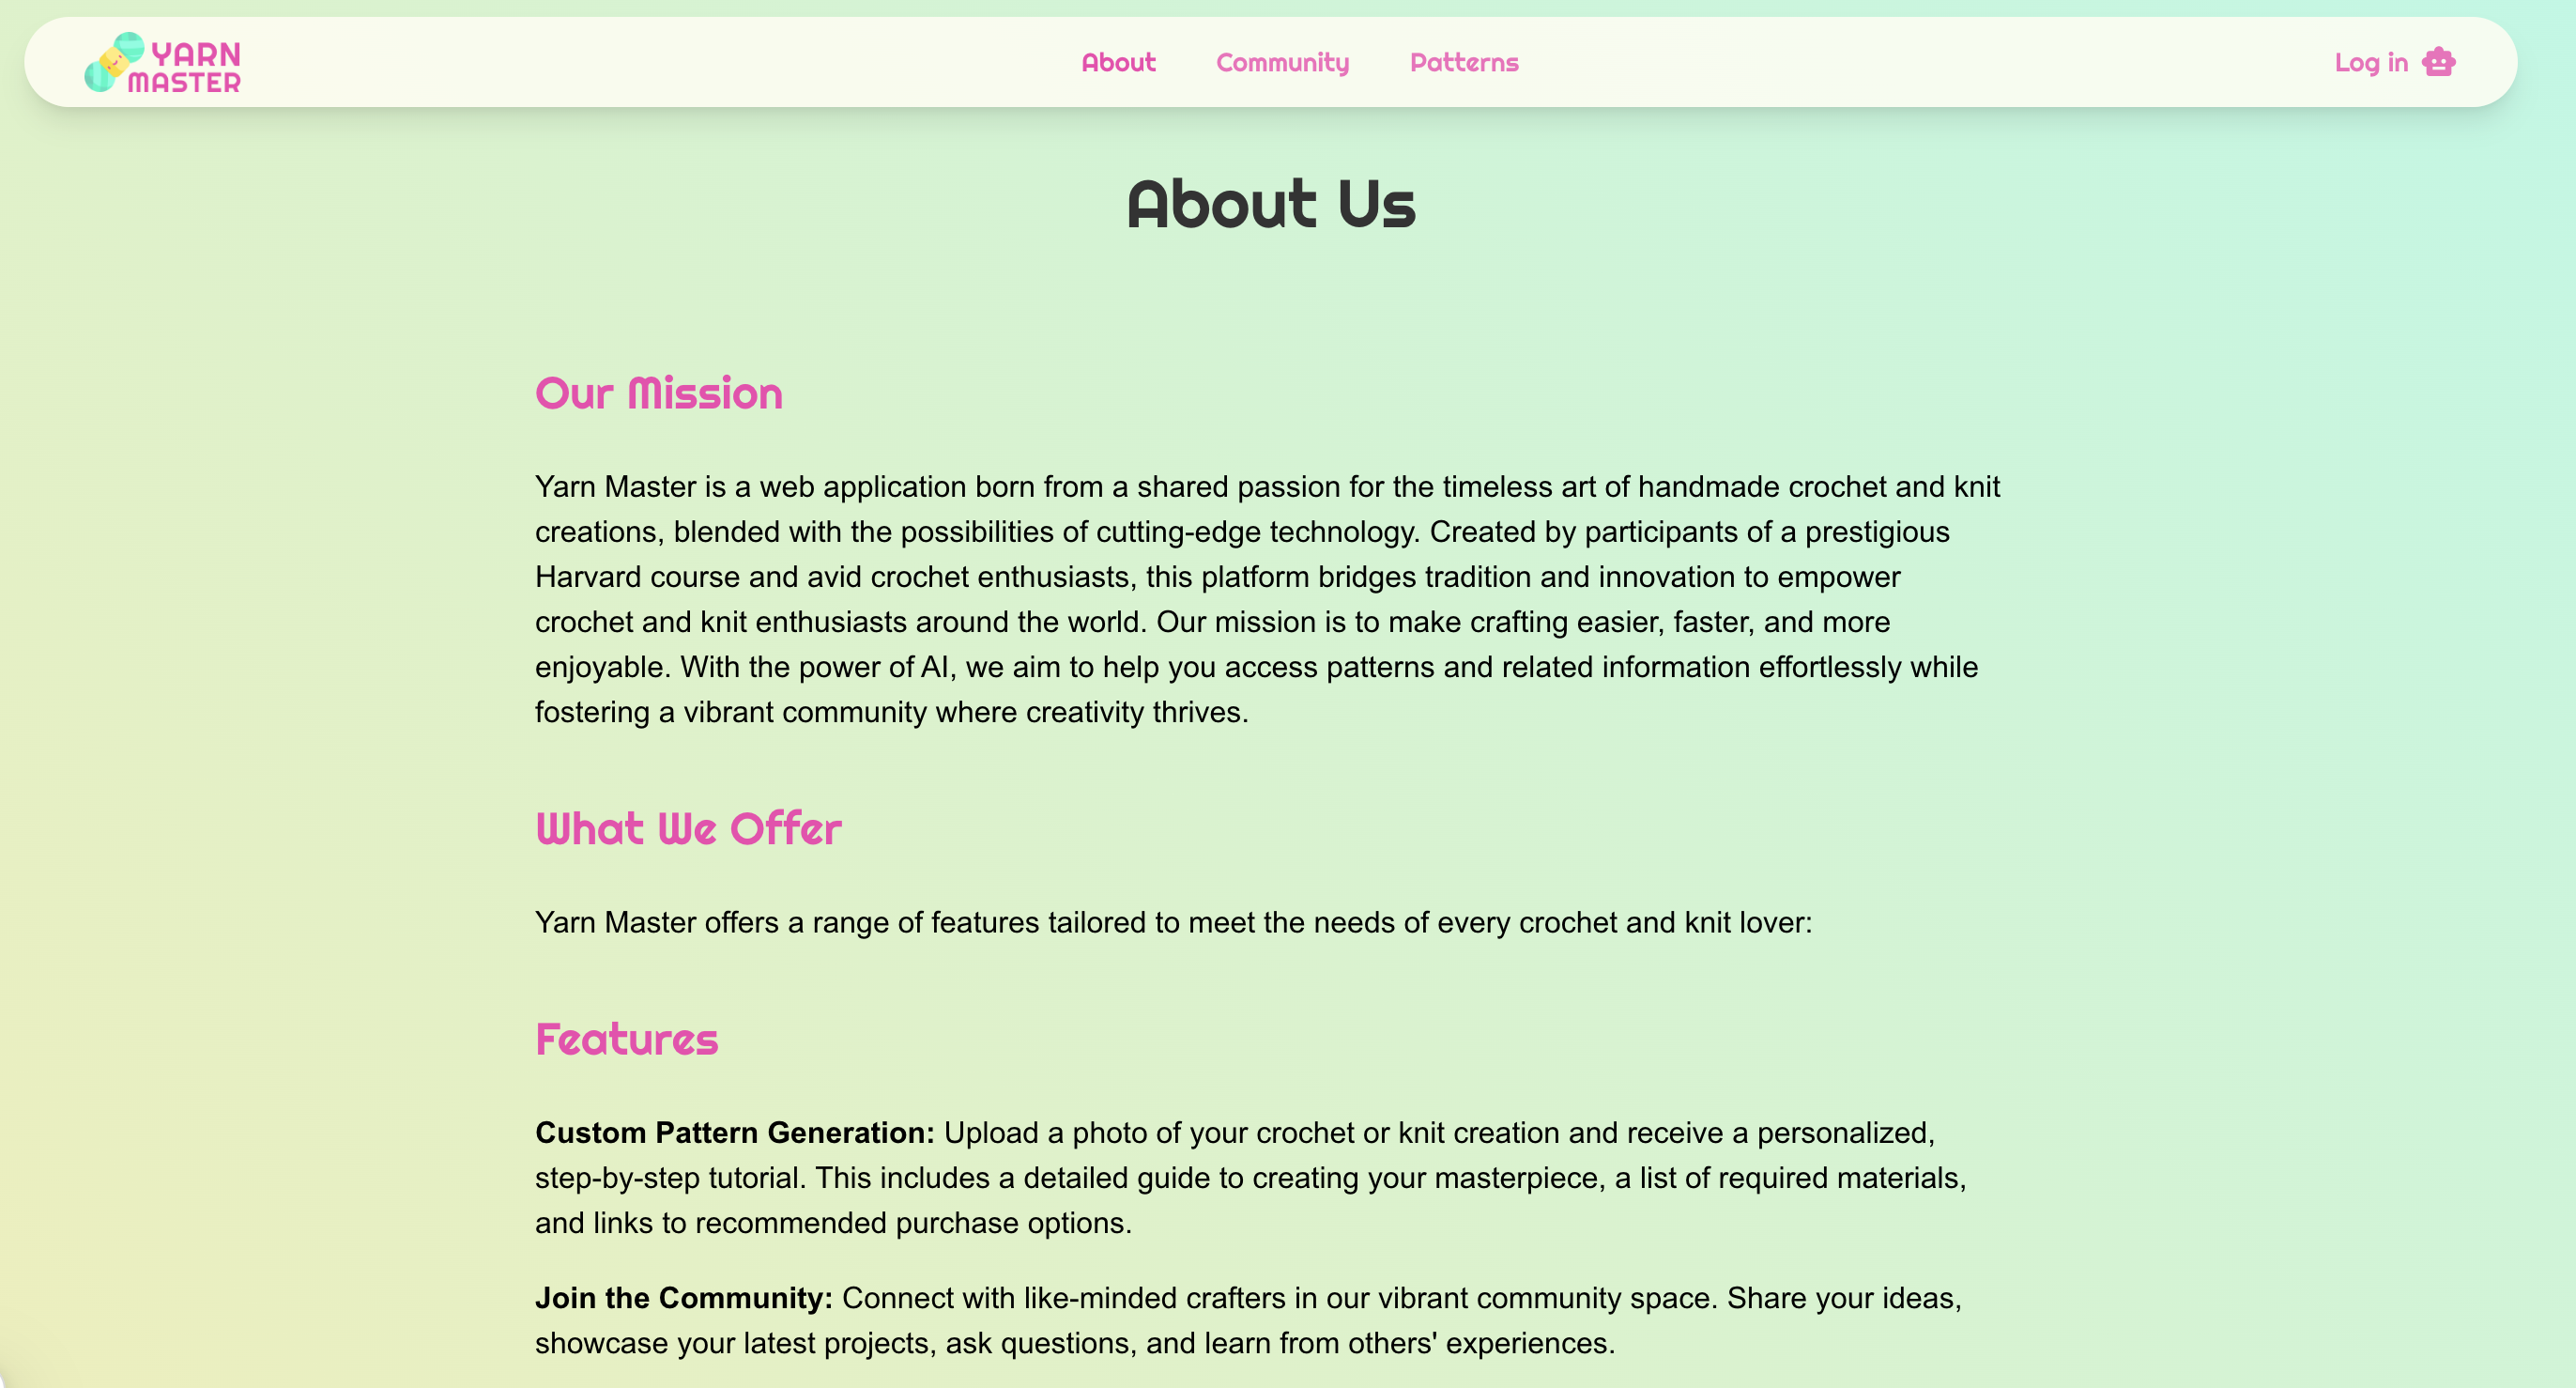 YARN
MASTER
About
Community
Patterns
Log in
About Us
Our Mission
Yarn Master is a web application born from a shared passion for the timeless art of handmade crochet and knit
creations, blended with the possibilities of cutting-edge technology. Created by participants of a prestigious
Harvard course and avid crochet enthusiasts, this platform bridges tradition and innovation to empower
crochet and knit enthusiasts around the world. Our mission is to make crafting easier, faster, and more
enjoyable. With the power of AI, we aim to help you access patterns and related information effortlessly while
fostering a vibrant community where creativity thrives.
What We Offer
Yarn Master offers a range of features tailored to meet the needs of every crochet and knit lover:
Features
Custom Pattern Generation: Upload a photo of your crochet or knit creation and receive a personalized,
step-by-step tutorial. This includes a detailed guide to creating your masterpiece, a list of required materials,
and links to recommended purchase options.
Join the Community: Connect with like-minded crafters in our vibrant community space. Share your ideas,
showcase your latest projects, ask questions, and learn from others' experiences.